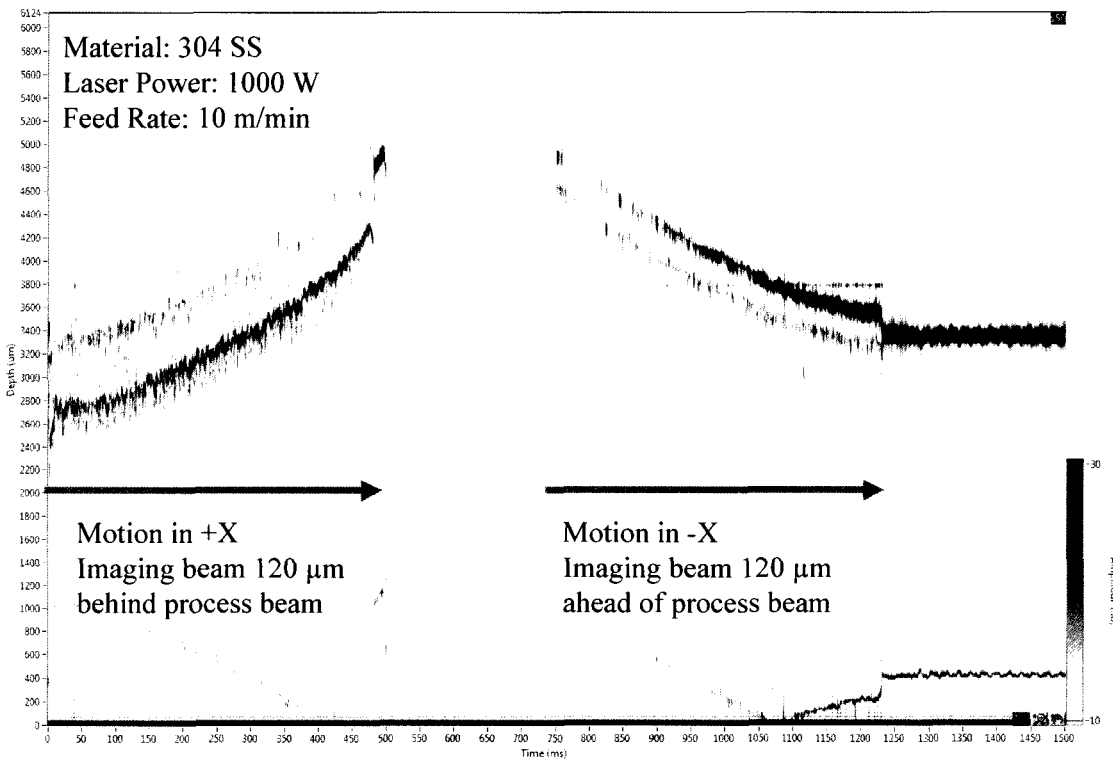 6124
6000
5800
5600
5400
5200
5000
4800
4600
4400
4200
4000
3800
3600
3400
3200
3000
2800
2600
2400
2200
2000
1800
1600
1400
1200
1000
800
600
400
200
0
Depth (um)
Material: 304 SS
Laser Power: 1000 W
Feed Rate: 10 m/min
Motion in +X
Imaging beam 120 µm
behind process beam
Motion in -X
Imaging beam 120 µm
ahead of process beam
30
-10
0 50 100 150 200 250 300 350 400 450 500 550 600 650 700 750 800 850 900 950 1000 1050 1100 1150 1200 1250 1300 1350 1400 1450 1500
Time (ms)